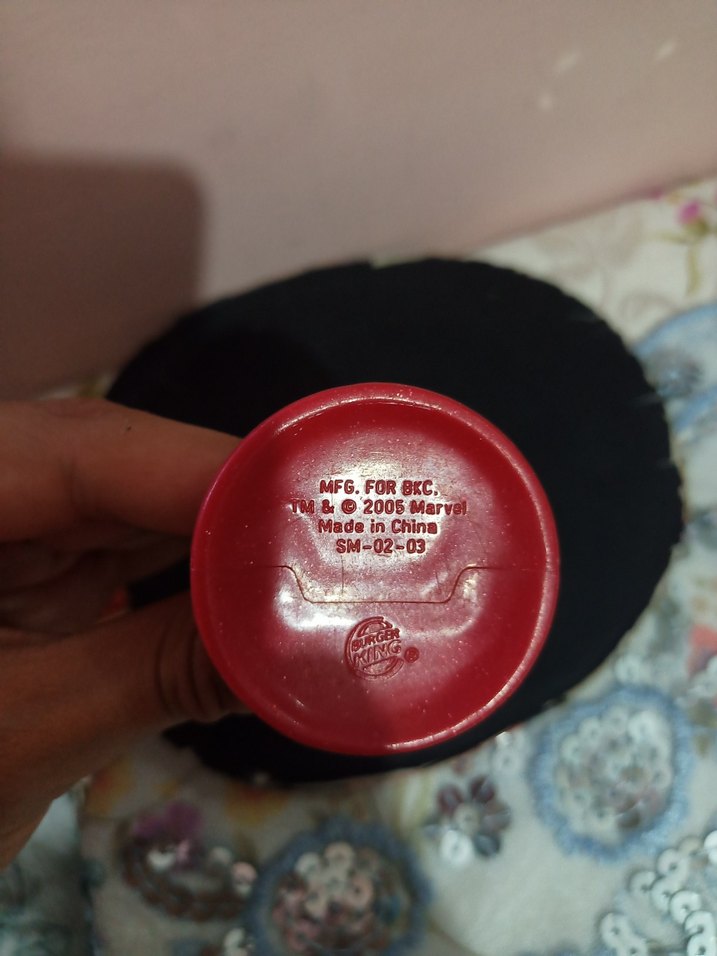 MFG. FOR BKC.
TM & © 2005 Marvel
Made in China
SM-02-03
BURGER
KING®